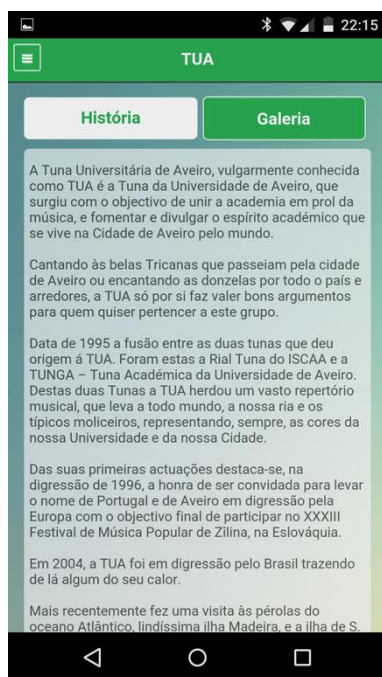 22:15
TUA
História
Galeria
A Tuna Universitária de Aveiro, vulgarmente conhecida
como TUA é a Tuna da Universidade de Aveiro, que
surgiu com o objectivo de unir a academia em prol da
música, e fomentar e divulgar o espírito académico que
se vive na Cidade de Aveiro pelo mundo.
Cantando às belas Tricanas que passeiam pela cidade
de Aveiro ou encantando as donzelas por todo o país e
arredores, a TUA só por si faz valer bons argumentos
para quem quiser pertencer a este grupo.
Data de 1995 a fusão entre as duas tunas que deu
origem á TUA. Foram estas a Rial Tuna do ISCAA e a
TUNGA – Tuna Académica da Universidade de Aveiro.
Destas duas Tunas a TUA herdou um vasto repertório
musical, que leva a todo mundo, a nossa ria e os
típicos moliceiros, representando, sempre, as cores da
nossa Universidade e da nossa Cidade.
Das suas primeiras actuações destaca-se, na
digressão de 1996, a honra de ser convidada para levar
o nome de Portugal e de Aveiro em digressão pela
Europa com o objectivo final de participar no XXXIII
Festival de Música Popular de Zĩlina, na Eslováquia.
Em 2004, a TUA foi em digressão pelo Brasil trazendo
de lá algum do seu calor.
Mais recentemente fez uma visita às pérolas do
oceano Atlântico, lindíssima ilha Madeira, e a ilha de S.